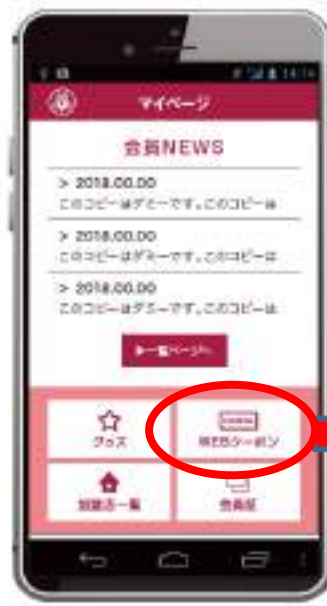 マイページ
会員NEWS
> 2018.00.00
このコピーはダミーです。このコピーは
> 2018.00.00
このコピーはダミーです。このコピーは
> 2018.00.00
このコピーはダミーです。このコピーは
▶一覧ページへ
グッズ
WEBクーポン
加盟店一覧
会員証